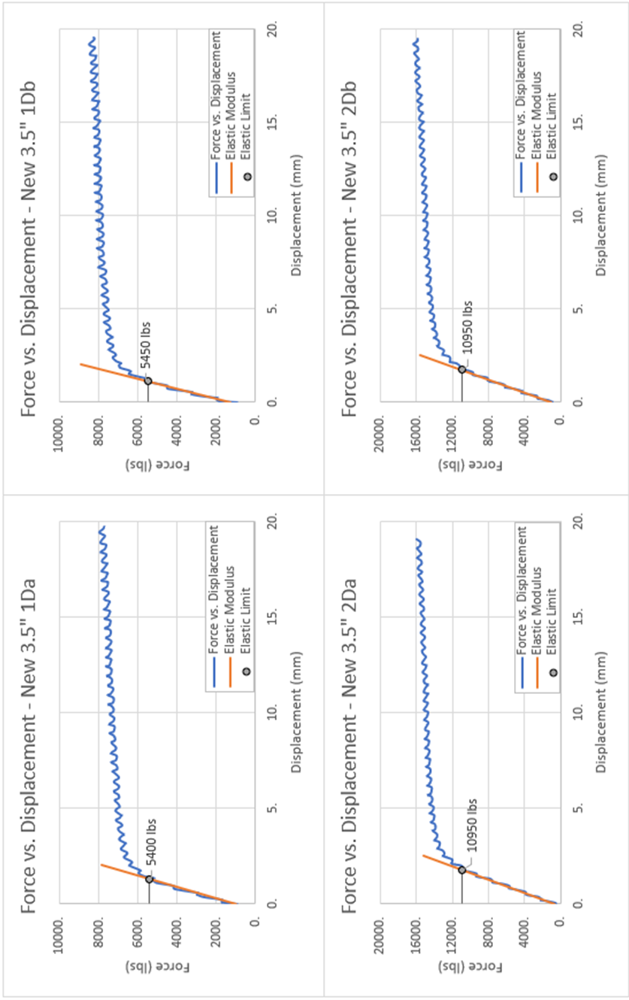 Force vs. Displacement - New 3.5" 1Da
10000.
8000.
6000.
4000.
2000.
0.
Force (lbs)
5400 lbs
Force vs. Displacement
Elastic Modulus
Elastic Limit
0.
5.
10.
15.
20.
Displacement (mm)
Force vs. Displacement - New 3.5" 1Db
10000.
8000.
6000.
4000.
2000.
0.
Force (lbs)
5450 lbs
Force vs. Displacement
Elastic Modulus
Elastic Limit
0.
5.
10.
15.
20.
Displacement (mm)
Force vs. Displacement - New 3.5" 2Da
20000.
16000.
12000.
8000.
4000.
0.
Force (lbs)
10950 lbs
Force vs. Displacement
Elastic Modulus
Elastic Limit
0.
5.
10.
15.
20.
Displacement (mm)
Force vs. Displacement - New 3.5" 2Db
20000.
16000.
12000.
8000.
4000.
0.
Force (lbs)
10950 lbs
Force vs. Displacement
Elastic Modulus
Elastic Limit
0.
5.
10.
15.
20.
Displacement (mm)